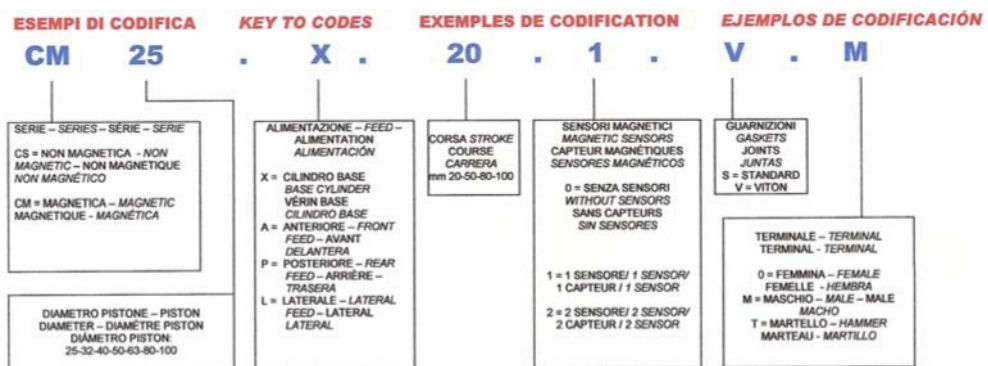 ESEMPI DI CODIFICA KEY TO CODES EXEMPLES DE CODIFICATION EJEMPLOS DE CODIFICACIÓN
CM 25 . X . 20 . 1 . V . M
SERIE – SERIES – SÉRIE – SERIE
CS = NON MAGNETICA - NON
MAGNETIC – NON MAGNETIQUE
NON MAGNÉTICO
CM = MAGNETICA – MAGNETIC
MAGNETIQUE - MAGNÉTICA
DIAMETRO PISTONE – PISTON
DIAMETER – DIAMÈTRE PISTON
DIÁMETRO PISTON:
25-32-40-50-63-80-100
ALIMENTAZIONE – FEED –
ALIMENTATION
ALIMENTACIÓN
X = CILINDRO BASE
BASE CYLINDER
VÉRIN BASE
CILINDRO BASE
A = ANTERIORE – FRONT
FEED – AVANT
DELANTERA
P = POSTERIORE – REAR
FEED – ARRIÈRE –
TRASERA
L = LATERALE – LATERAL
FEED – LATERAL
LATERAL
CORSA STROKE
COURSE
CARRERA
mm 20-50-80-100
SENSORI MAGNETICI
MAGNETIC SENSORS
CAPTEUR MAGNÉTIQUES
SENSORES MAGNÉTICOS
0 = SENZA SENSORI
WITHOUT SENSORS
SANS CAPTEURS
SIN SENSORES
1 = 1 SENSORE/ 1 SENSOR/
1 CAPTEUR / 1 SENSOR
2 = 2 SENSORE/ 2 SENSOR/
2 CAPTEUR / 2 SENSOR
GUARNIZIONI
GASKETS
JOINTS
JUNTAS
S = STANDARD
V = VITON
TERMINALE – TERMINAL
TERMINAL - TERMINAL
0 = FEMMINA – FEMALE
FEMELLE - HEMBRA
M = MASCHIO – MALE – MALE
MACHO
T = MARTELLO – HAMMER
MARTEAU - MARTILLO